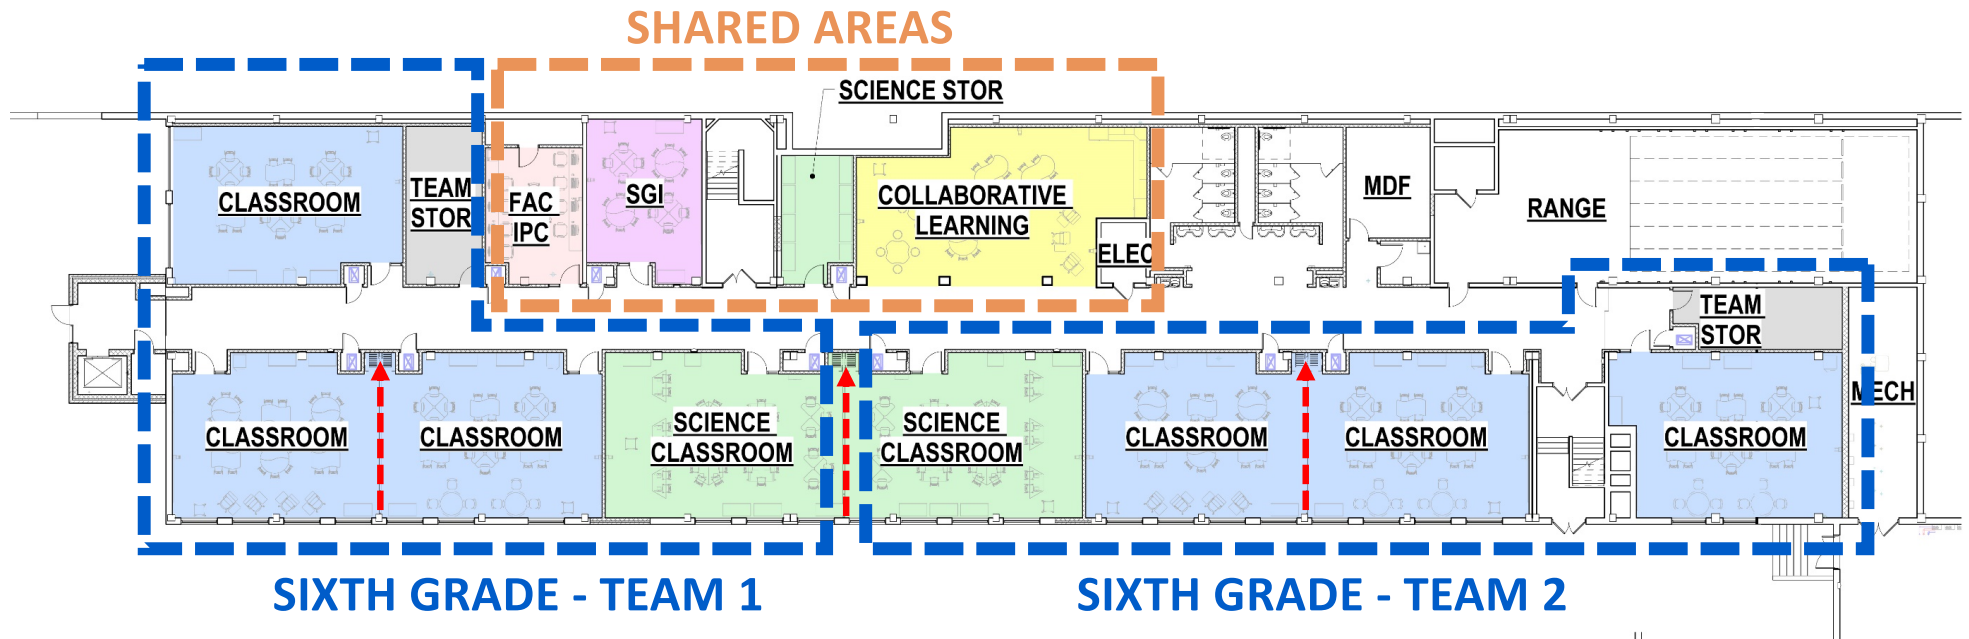 SHARED AREAS
SCIENCE STOR
CLASSROOM
TEAM
STOR
FAC
IPC
SGI
COLLABORATIVE
LEARNING
ELEC
MDF
RANGE
TEAM
STOR
CLASSROOM
CLASSROOM
SCIENCE
CLASSROOM
SCIENCE
CLASSROOM
CLASSROOM
CLASSROOM
CLASSROOM
MECH
SIXTH GRADE - TEAM 1
SIXTH GRADE - TEAM 2